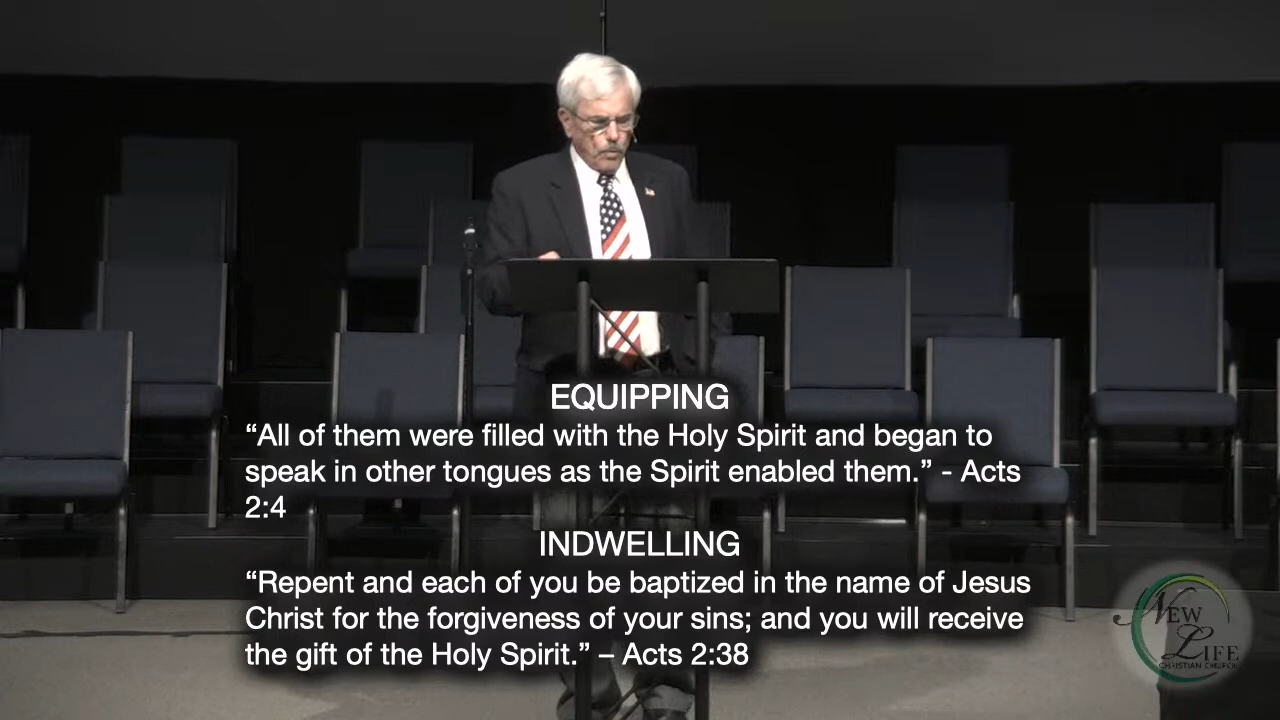 EQUIPPING
“All of them were filled with the Holy Spirit and began to
speak in other tongues as the Spirit enabled them.” - Acts
2:4
INDWELLING
“Repent and each of you be baptized in the name of Jesus
Christ for the forgiveness of your sins; and you will receive
the gift of the Holy Spirit.” – Acts 2:38
NEW
LIFE
CHRISTIAN CHURCH